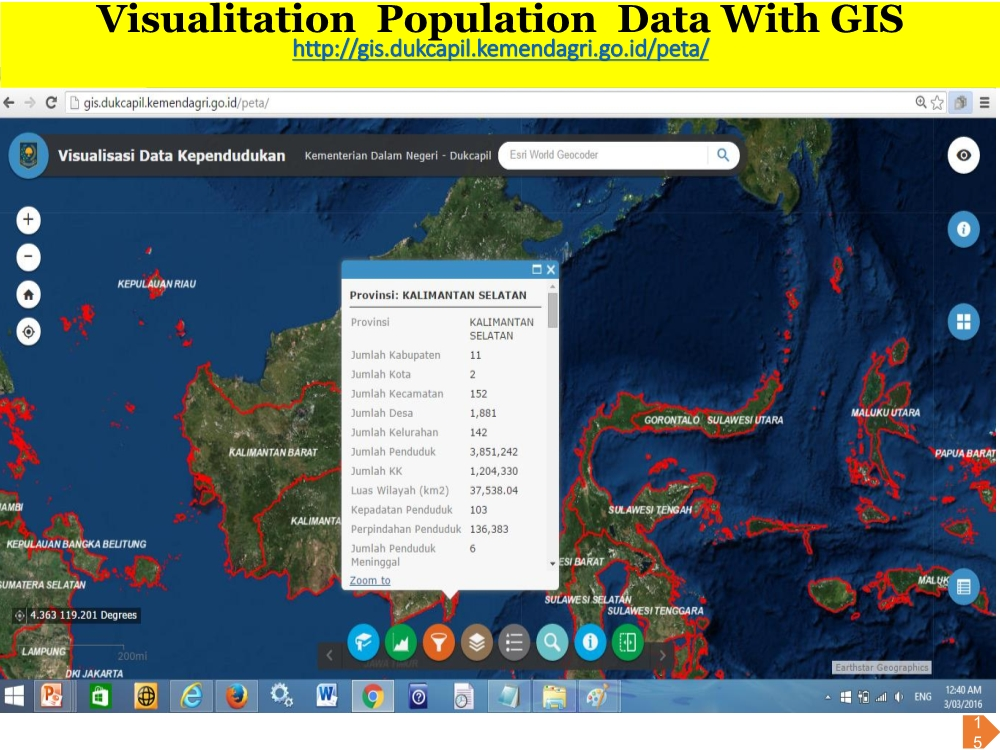 Visualitation Population Data With GIS
http://gis.dukcapil.kemendagri.go.id/peta/
gis.dukcapil.kemendagri.go.id/peta/
Visualisasi Data Kependudukan Kementerian Dalam Negeri - Dukcapil Esri World Geocoder
KEPULAUAN RIAU
Provinsi: KALIMANTAN SELATAN
Provinsi KALIMANTAN
SELATAN
Jumlah Kabupaten 11
Jumlah Kota 2
Jumlah Kecamatan 152
Jumlah Desa 1,881
Jumlah Kelurahan 142
Jumlah Penduduk 3,851,242
Jumlah KK 1,204,330
Luas Wilayah (km2) 37,538.04
Kepadatan Penduduk 103
Perpindahan Penduduk 136,383
Jumlah Penduduk 6
Meninggal
Zoom to
GORONTALO SULAWESI UTARA
MALUKU UTARA
KALIMANTAN BARAT
PAPUA BARAT
AMBI
KALIMANTA
SULAWESI TENGAH
KEPULAUAN BANGKA BELITUNG
ESI BARAT
UMATERA SELATAN
MALUK
SULAWESI SELATAN
SULAWESI TENGGARA
4.363 119.201 Degrees
LAMPUNG
200mi
JAWA TIMUR
DKI JAKARTA
Earthstar Geographics
ENG
12:40 AM
3/03/2016
1
5